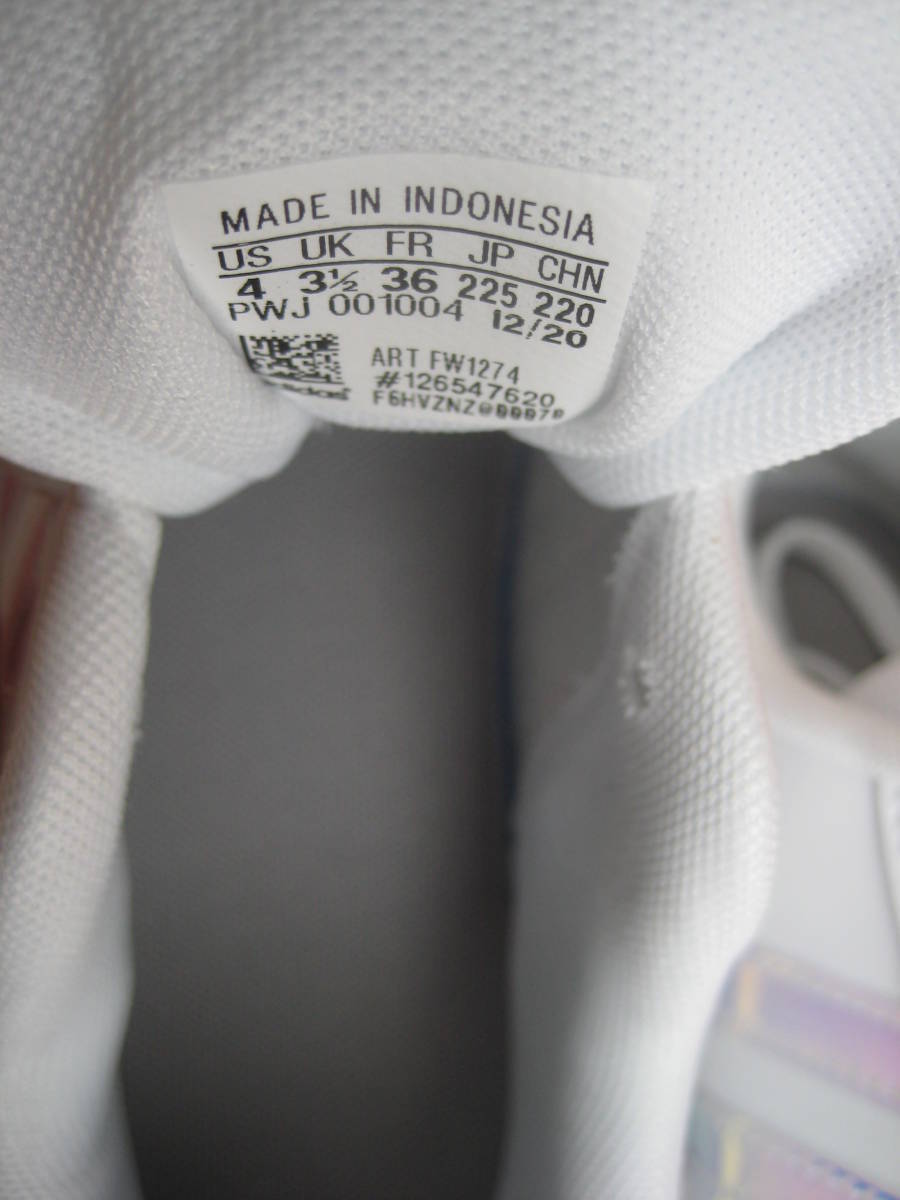 MADE IN INDONESIA
US UK FR JP CHN
4 3½ 36 225 220
PWJ 001004 12/20
ART FW1274
#126547620
adidas